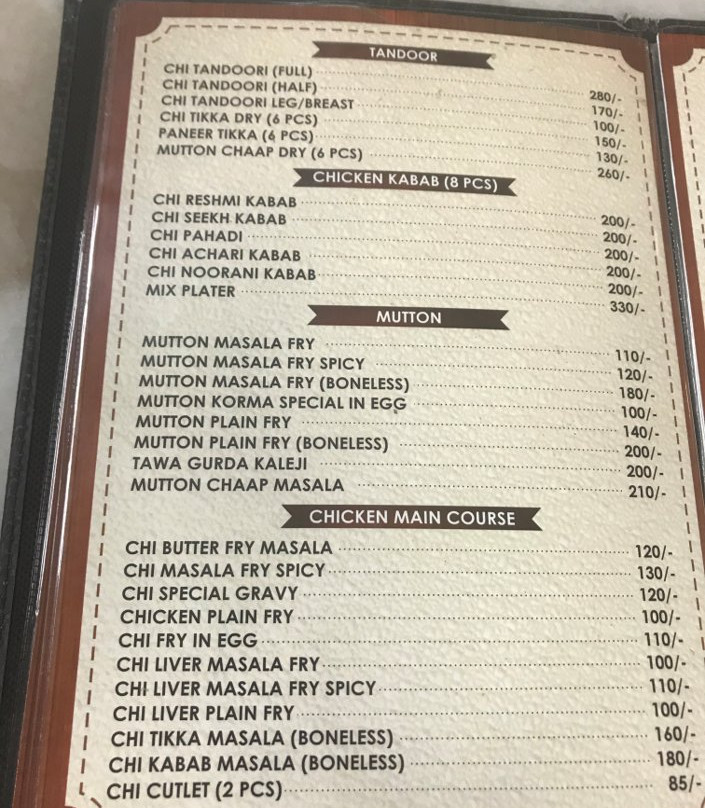 TANDOOR
CHI TANDOORI (FULL) 280/-
CHI TANDOORI (HALF) 170/-
CHI TANDOORI LEG/BREAST 100/-
CHI TIKKA DRY (6 PCS) 150/-
PANEER TIKKA (6 PCS) 130/-
MUTTON CHAAP DRY (6 PCS) 260/-
CHICKEN KABAB (8 PCS)
CHI RESHMI KABAB 200/-
CHI SEEKH KABAB 200/-
CHI PAHADI 200/-
CHI ACHARI KABAB 200/-
CHI NOORANI KABAB 200/-
MIX PLATER 330/-
MUTTON
MUTTON MASALA FRY 110/-
MUTTON MASALA FRY SPICY 120/-
MUTTON MASALA FRY (BONELESS) 180/-
MUTTON KORMA SPECIAL IN EGG 100/-
MUTTON PLAIN FRY 140/-
MUTTON PLAIN FRY (BONELESS) 200/-
TAWA GURDA KALEJI 200/-
MUTTON CHAAP MASALA 210/-
CHICKEN MAIN COURSE
CHI BUTTER FRY MASALA 120/-
CHI MASALA FRY SPICY 130/-
CHI SPECIAL GRAVY 120/-
CHICKEN PLAIN FRY 100/-
CHI FRY IN EGG 110/-
CHI LIVER MASALA FRY 100/-
CHI LIVER MASALA FRY SPICY 110/-
CHI LIVER PLAIN FRY 100/-
CHI TIKKA MASALA (BONELESS) 160/-
CHI KABAB MASALA (BONELESS) 180/-
CHI CUTLET (2 PCS) 85/-